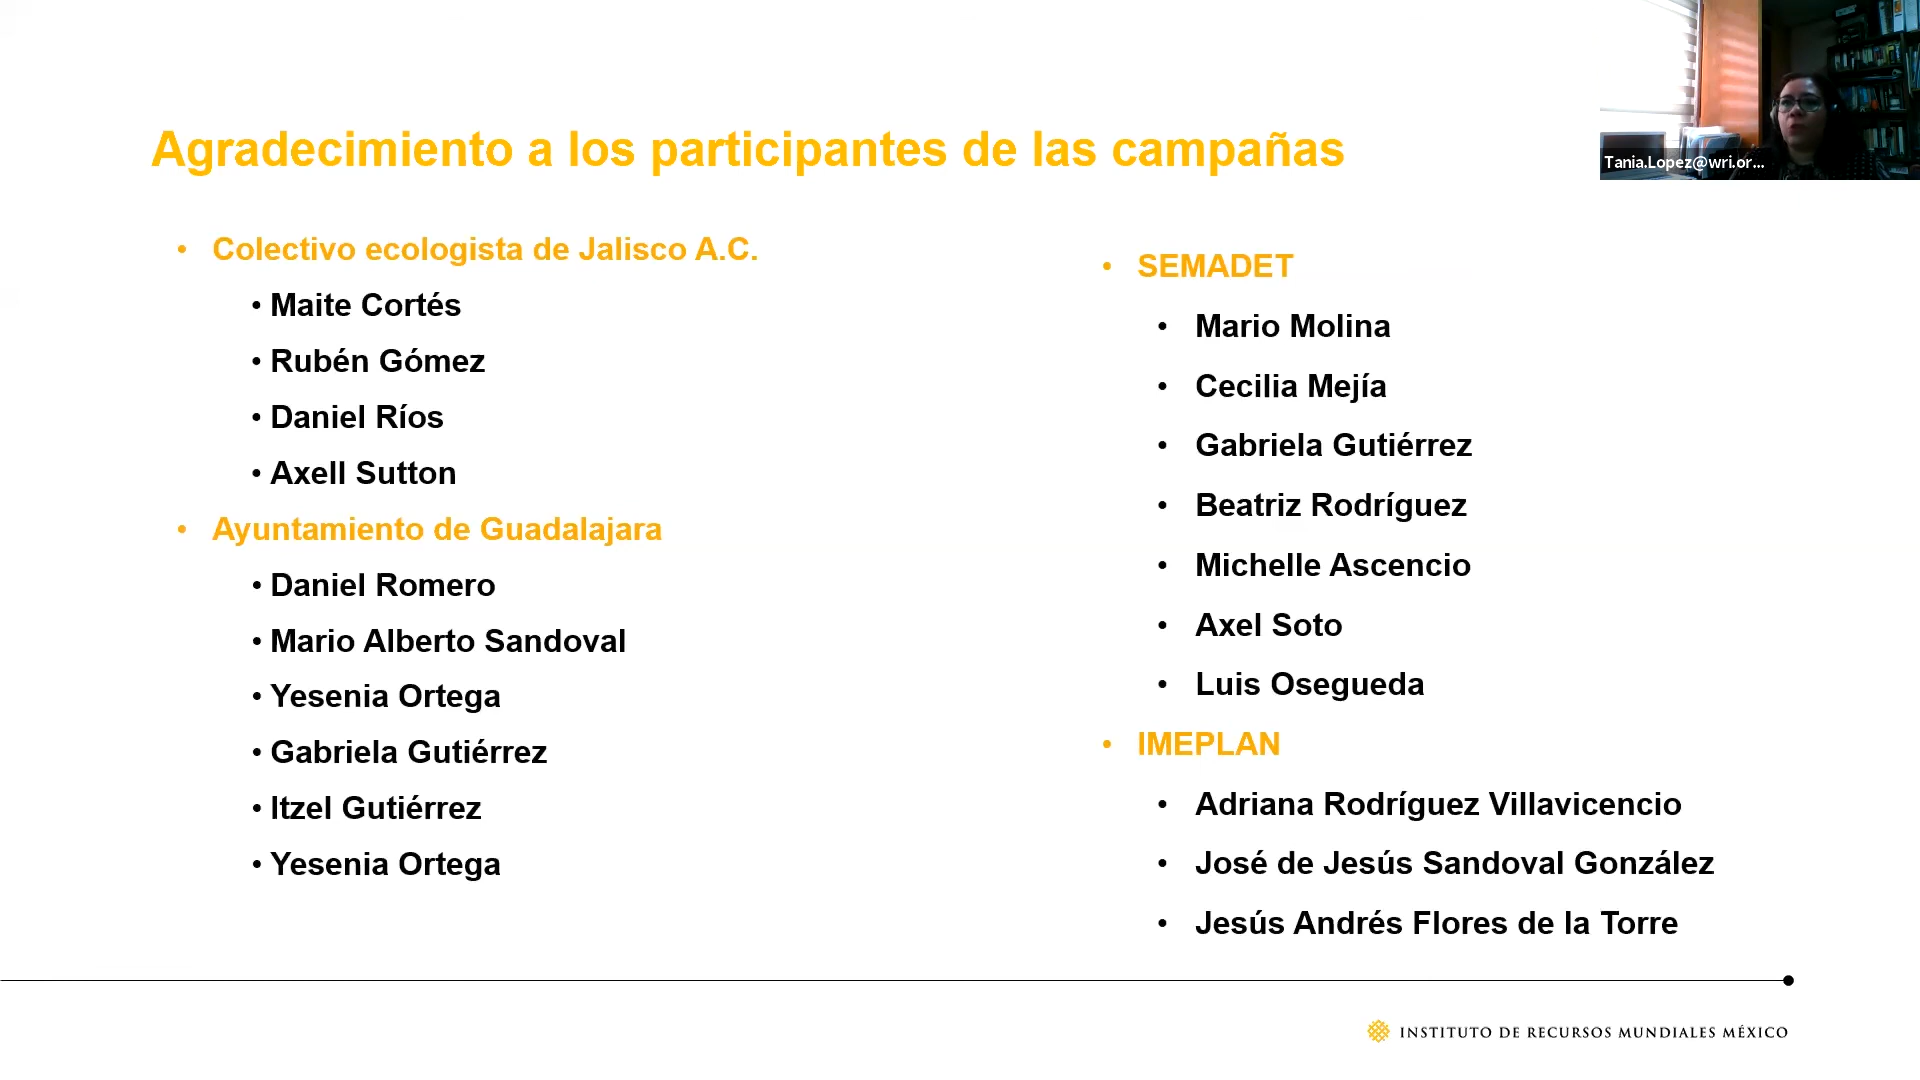 Agradecimiento a los participantes de las campañas
Tania.Lopez@wri.or...
• Colectivo ecologista de Jalisco A.C.
• Maite Cortés
• Rubén Gómez
• Daniel Ríos
• Axell Sutton
• Ayuntamiento de Guadalajara
• Daniel Romero
• Mario Alberto Sandoval
• Yesenia Ortega
• Gabriela Gutiérrez
• Itzel Gutiérrez
• Yesenia Ortega
• SEMADET
• Mario Molina
• Cecilia Mejía
• Gabriela Gutiérrez
• Beatriz Rodríguez
• Michelle Ascencio
• Axel Soto
• Luis Osegueda
• IMEPLAN
• Adriana Rodríguez Villavicencio
• José de Jesús Sandoval González
• Jesús Andrés Flores de la Torre
INSTITUTO DE RECURSOS MUNDIALES MÉXICO